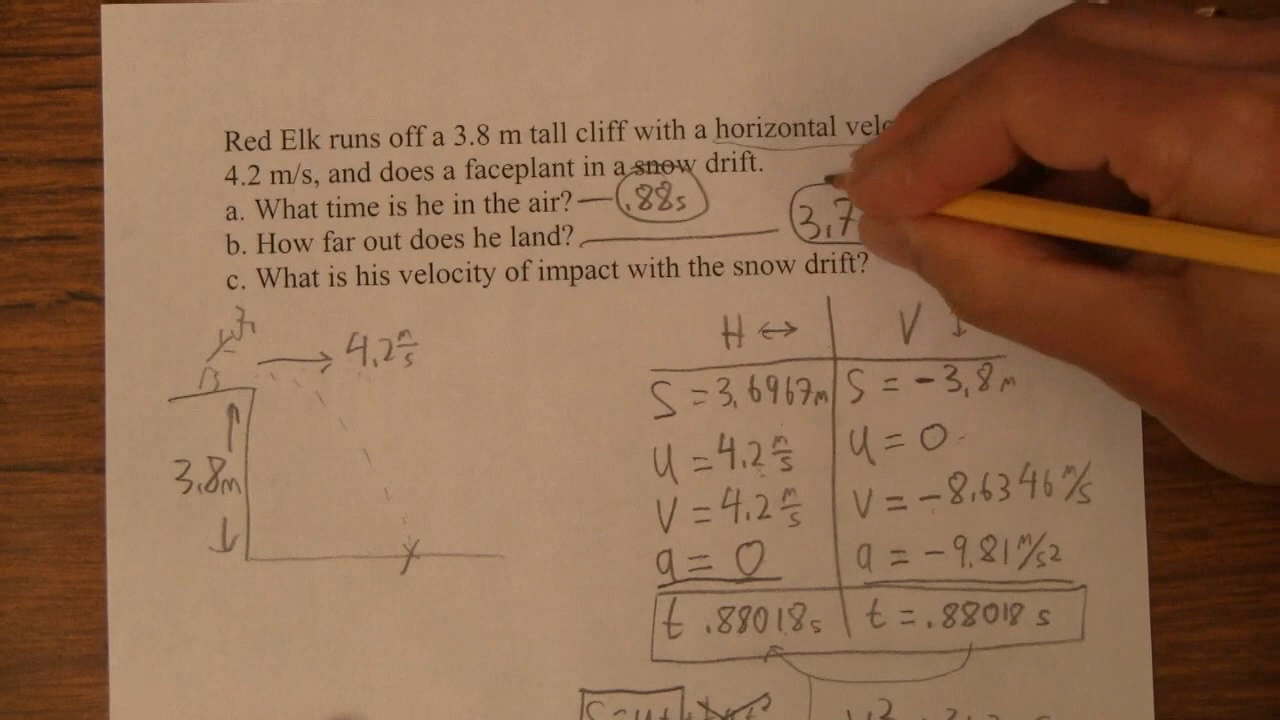 Red Elk runs off a 3.8 m tall cliff with a horizontal
4.2 m/s, and does a faceplant in a snow drift.
a. What time is he in the air? .88s
b. How far out does he land? 3,7
c. What is his velocity of impact with the snow drift?
4.2 m/s
3.8m
H ↔ V ↓
S = 3.6967m S = -3.8m
u = 4.2 m/s u = 0
v = 4.2 m/s v = -8.6346 m/s
a = 0 a = -9.81 m/s2
t .88018s t = .88018 s